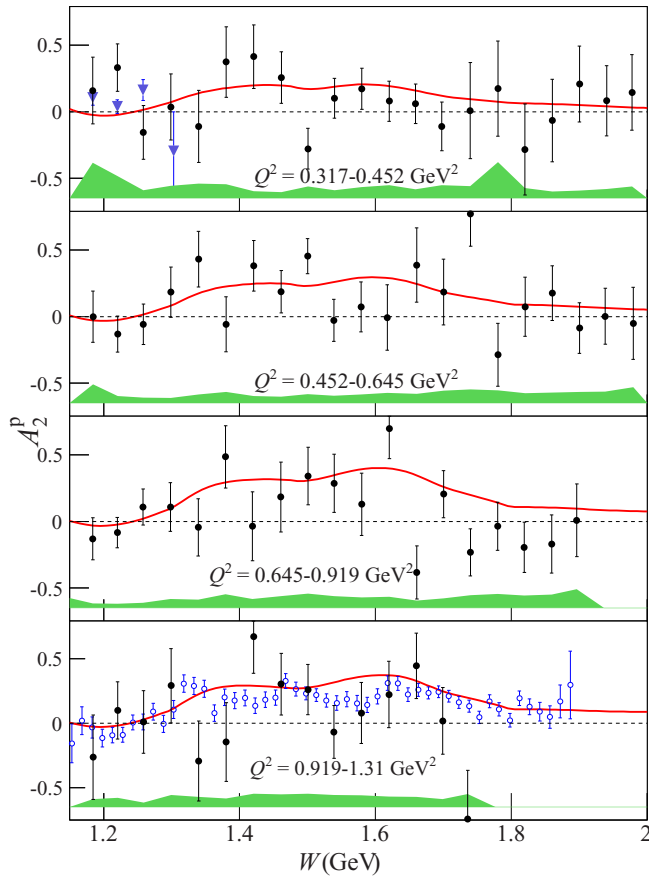 0.5
0
-0.5
Q² = 0.317-0.452 GeV²
0.5
0
-0.5
Q² = 0.452-0.645 GeV²
A₂ᵖ
0.5
0
-0.5
Q² = 0.645-0.919 GeV²
0.5
0
-0.5
Q² = 0.919-1.31 GeV²
1.2 1.4 1.6 1.8 2
W(GeV)